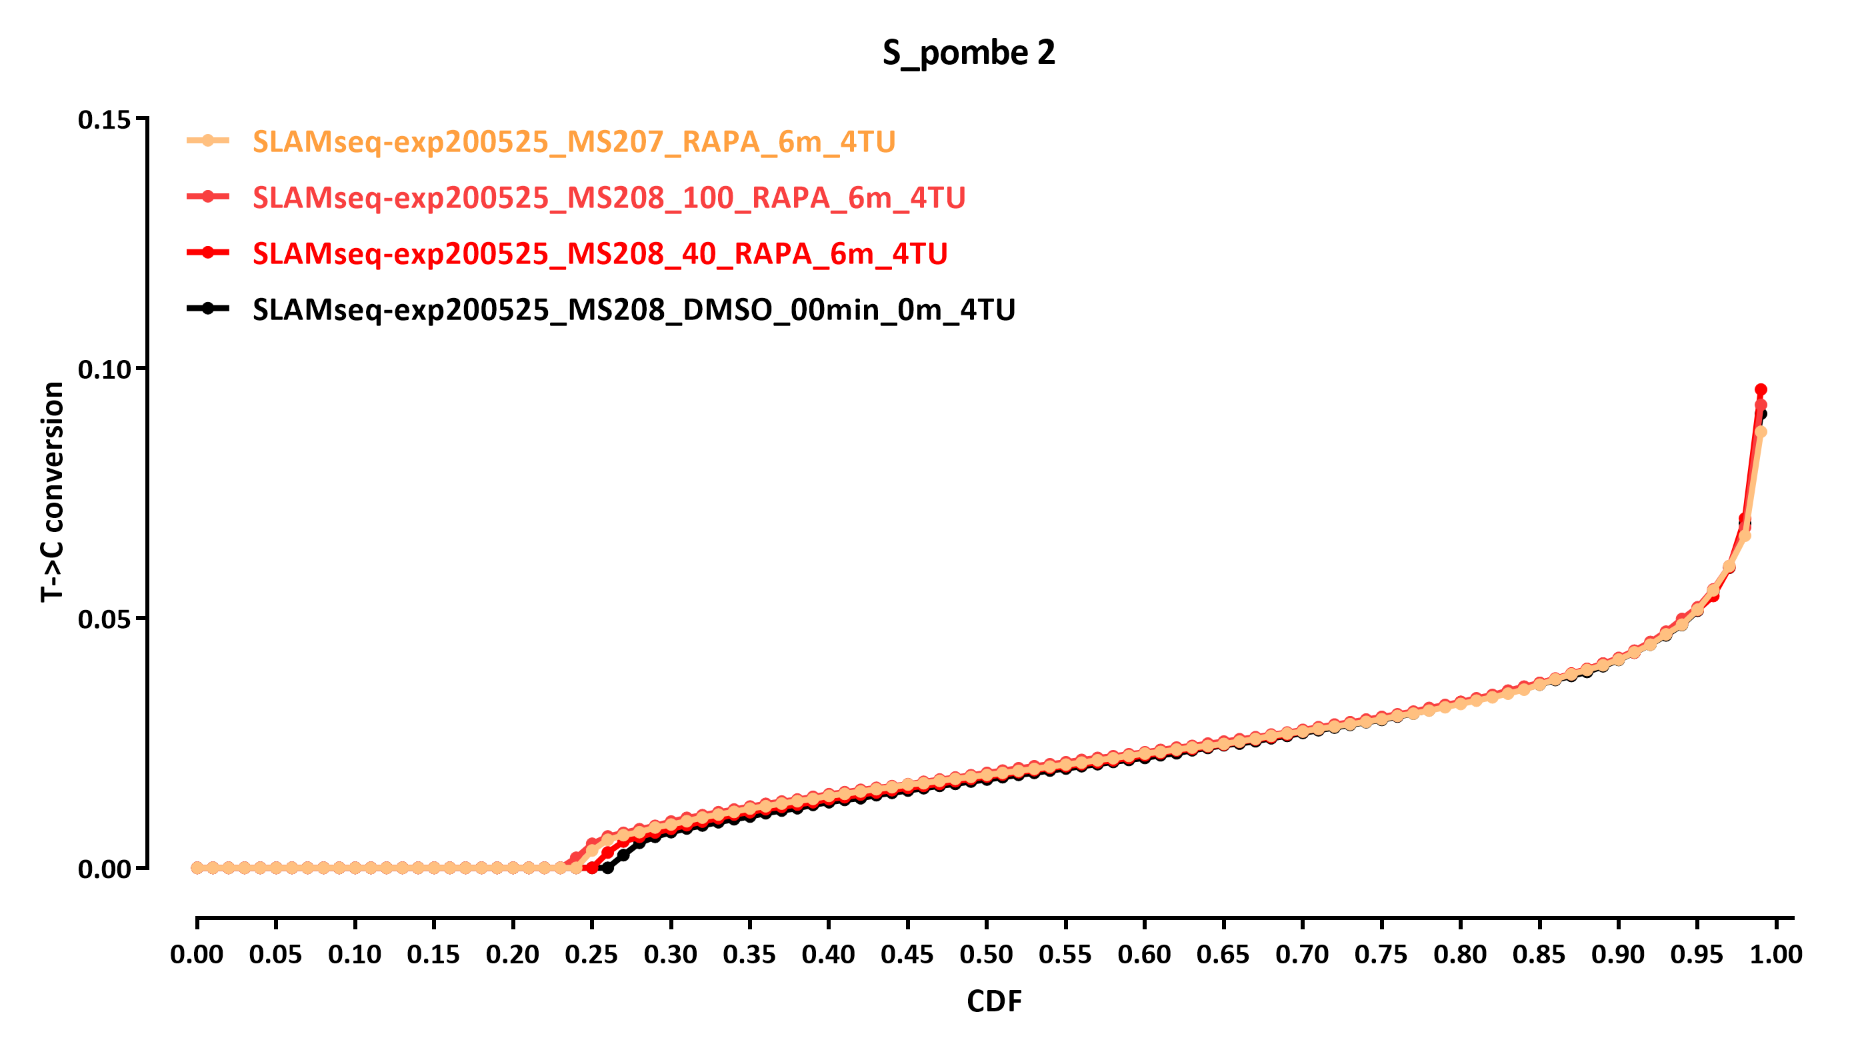 S_pombe 2
0.15
SLAMseq-exp200525_MS207_RAPA_6m_4TU
SLAMseq-exp200525_MS208_100_RAPA_6m_4TU
SLAMseq-exp200525_MS208_40_RAPA_6m_4TU
SLAMseq-exp200525_MS208_DMSO_00min_0m_4TU
0.10
T->C conversion
0.05
0.00
0.00 0.05 0.10 0.15 0.20 0.25 0.30 0.35 0.40 0.45 0.50 0.55 0.60 0.65 0.70 0.75 0.80 0.85 0.90 0.95 1.00
CDF